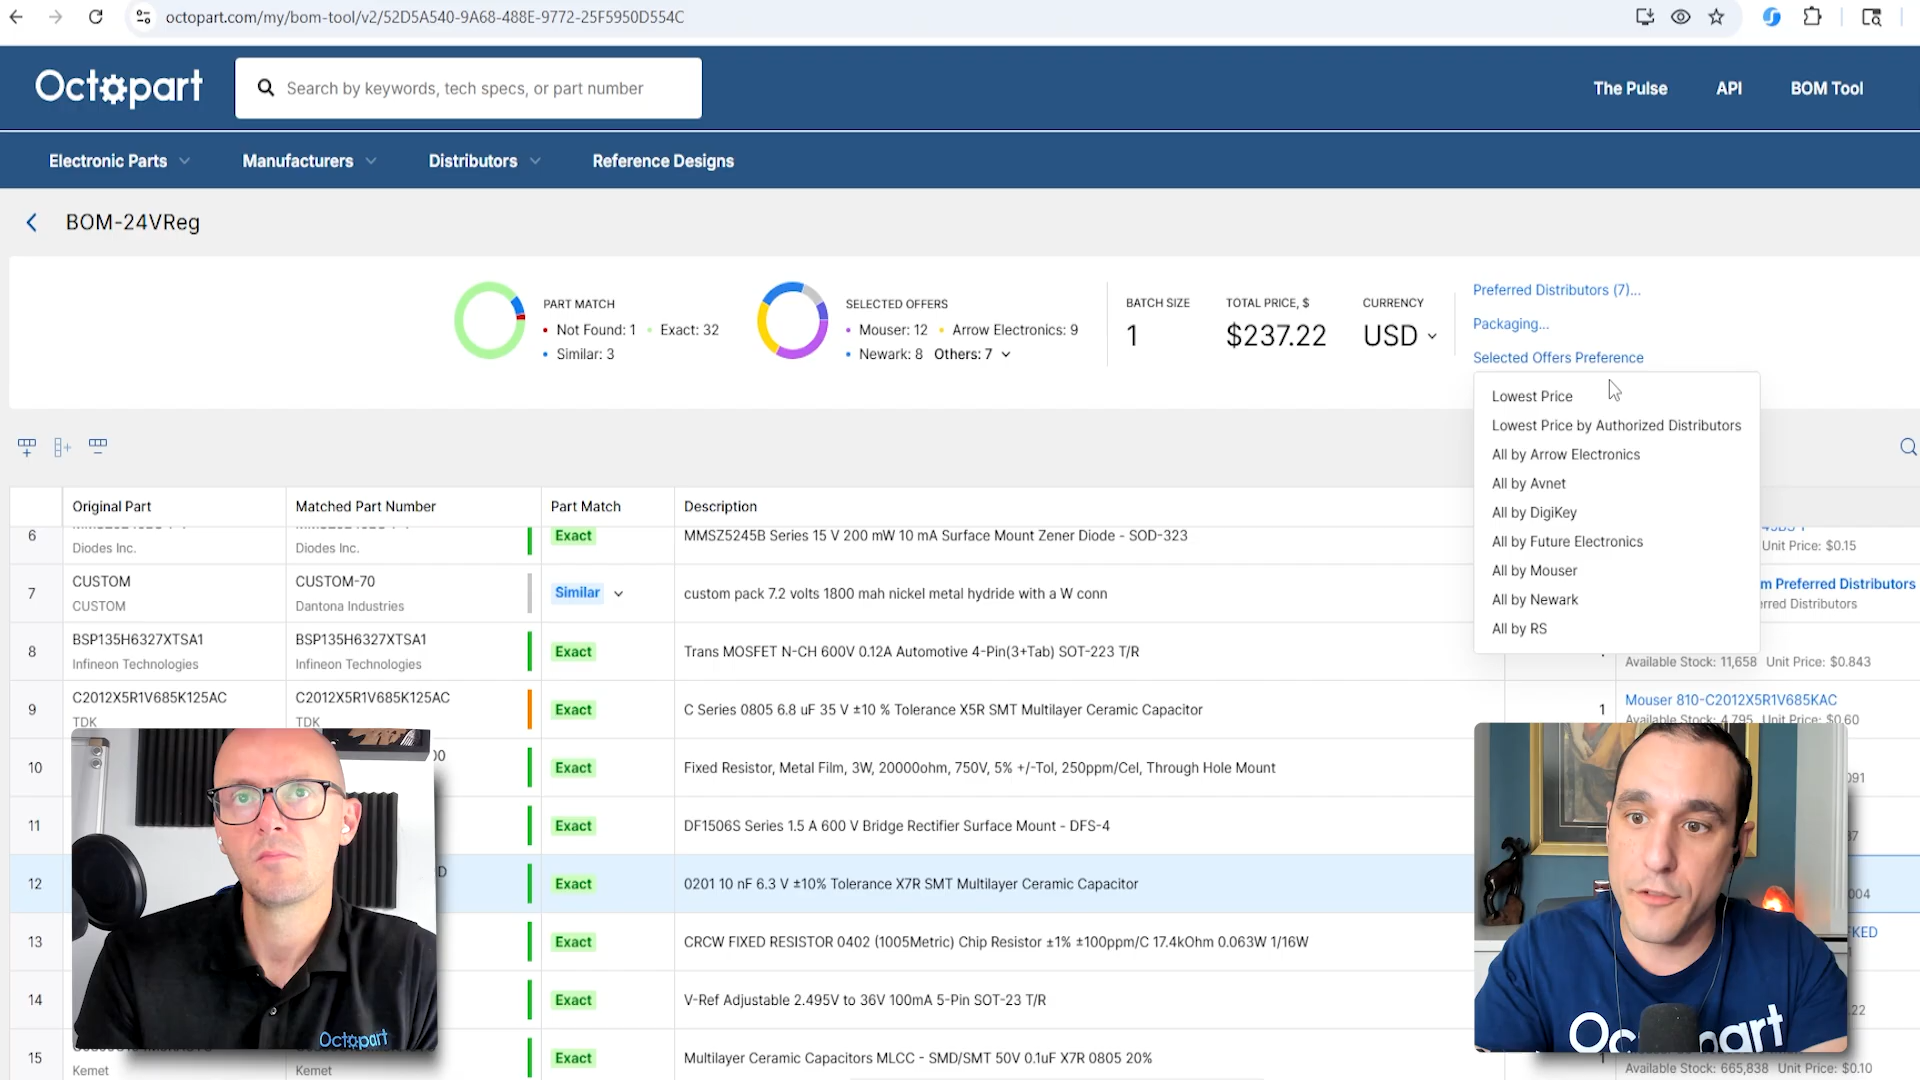 octopart.com/my/bom-tool/v2/52D5A540-9A68-488E-9772-25F5950D554C
Octopart
Search by keywords, tech specs, or part number
The Pulse
API
BOM Tool
Electronic Parts
Manufacturers
Distributors
Reference Designs
BOM-24VReg
PART MATCH
• Not Found: 1 • Exact: 32
• Similar: 3
SELECTED OFFERS
• Mouser: 12 • Arrow Electronics: 9
• Newark: 8 Others: 7
BATCH SIZE
1
TOTAL PRICE, $
$237.22
CURRENCY
USD
Preferred Distributors (7)...
Packaging...
Selected Offers Preference
Lowest Price
Lowest Price by Authorized Distributors
All by Arrow Electronics
All by Avnet
All by DigiKey
All by Future Electronics
All by Mouser
All by Newark
All by RS
Original Part Matched Part Number Part Match Description
6 Exact MMSZ5245B Series 15 V 200 mW 10 mA Surface Mount Zener Diode - SOD-323
Diodes Inc. Diodes Inc. Unit Price: $0.15
CUSTOM CUSTOM-70 m Preferred Distributors
7 Similar custom pack 7.2 volts 1800 mah nickel metal hydride with a W conn
CUSTOM Dantona Industries rred Distributors
BSP135H6327XTSA1 BSP135H6327XTSA1
8 Exact Trans MOSFET N-CH 600V 0.12A Automotive 4-Pin(3+Tab) SOT-223 T/R
Infineon Technologies Infineon Technologies Available Stock: 11,658 Unit Price: $0.843
C2012X5R1V685K125AC C2012X5R1V685K125AC Mouser 810-C2012X5R1V685KAC
9 Exact C Series 0805 6.8 uF 35 V ±10 % Tolerance X5R SMT Multilayer Ceramic Capacitor 1
TDK TDK Available Stock: 4,795 Unit Price: $0.60
10 Exact Fixed Resistor, Metal Film, 3W, 20000ohm, 750V, 5% +/-Tol, 250ppm/Cel, Through Hole Mount
11 Exact DF1506S Series 1.5 A 600 V Bridge Rectifier Surface Mount - DFS-4
12 Exact 0201 10 nF 6.3 V ±10% Tolerance X7R SMT Multilayer Ceramic Capacitor
13 Exact CRCW FIXED RESISTOR 0402 (1005Metric) Chip Resistor ±1% ±100ppm/C 17.4kOhm 0.063W 1/16W
14 Exact V-Ref Adjustable 2.495V to 36V 100mA 5-Pin SOT-23 T/R
15 Exact Multilayer Ceramic Capacitors MLCC - SMD/SMT 50V 0.1uF X7R 0805 20% 1
Kemet Kemet Available Stock: 665,838 Unit Price: $0.10
Octopart